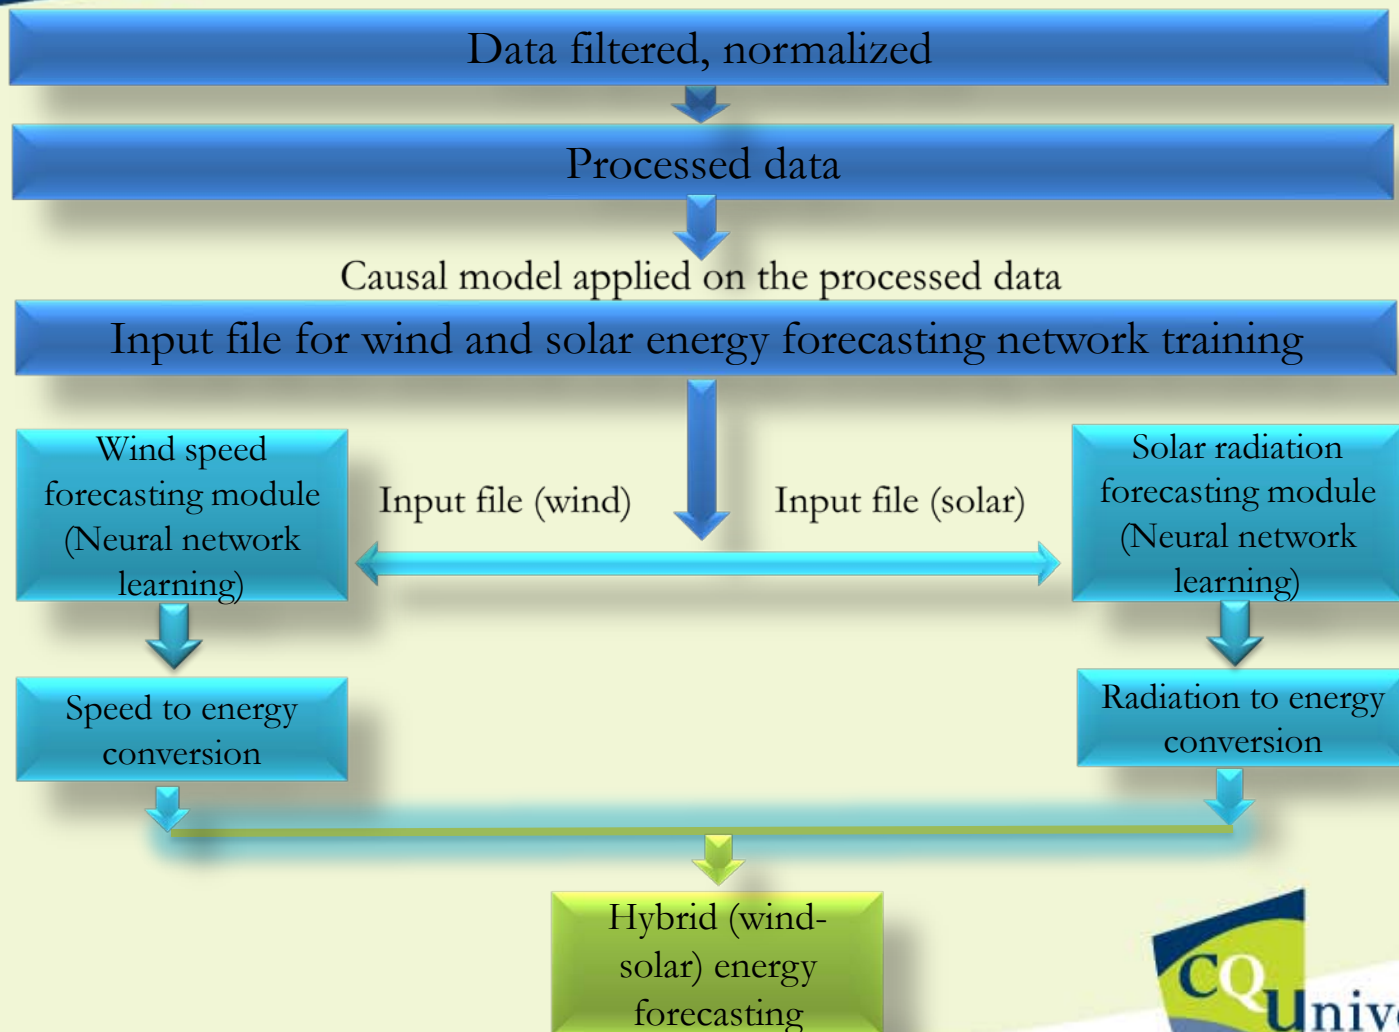 Data filtered, normalized
Processed data
Causal model applied on the processed data
Input file for wind and solar energy forecasting network training
Wind speed
forecasting module
(Neural network
learning)
Input file (wind)
Input file (solar)
Solar radiation
forecasting module
(Neural network
learning)
Speed to energy
conversion
Radiation to energy
conversion
Hybrid (wind-
solar) energy
forecasting
CQUnive